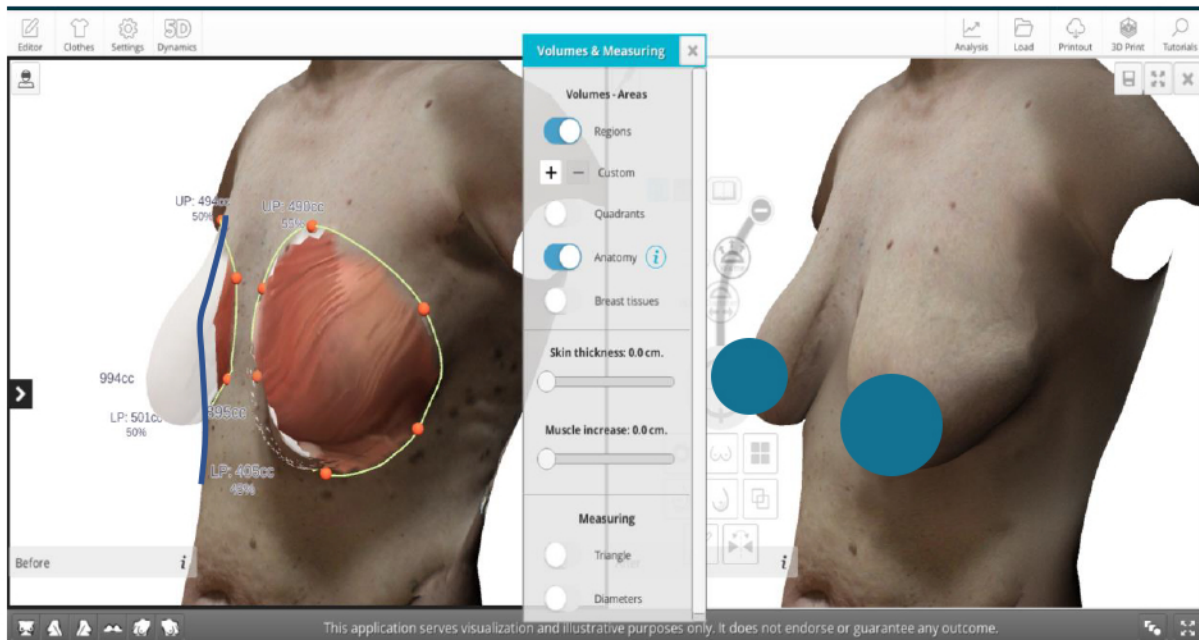 Editor
Clothes
Settings
5D
Dynamics
Analysis
Load
Printout
3D Print
Tutorials
Volumes & Measuring
Volumes - Areas
Regions
Custom
Quadrants
Anatomy
Breast tissues
Skin thickness: 0.0 cm.
Muscle increase: 0.0 cm.
Measuring
Triangle
Diameters
UP: 494cc
50%
UP: 490cc
55%
994cc
LP: 501cc
50%
895cc
LP: 405cc
45%
Before
This application serves visualization and illustrative purposes only. It does not endorse or guarantee any outcome.